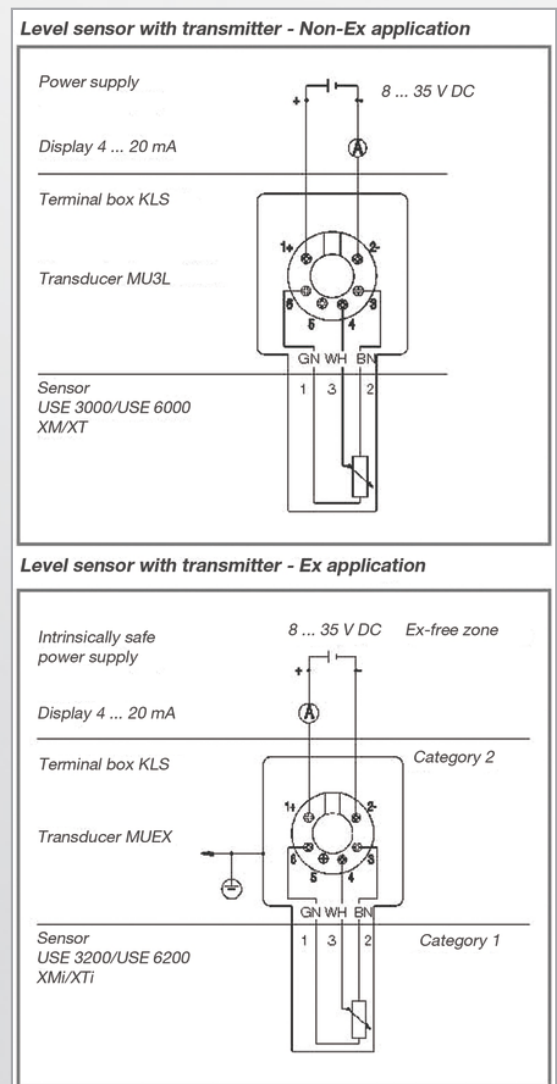 Level sensor with transmitter - Non-Ex application
Power supply
+
-
8 ... 35 V DC
Display 4 ... 20 mA
A
Terminal box KLS
1+
2-
Transducer MU3L
6
3
5
4
GN WH BN
Sensor
1 3 2
USE 3000/USE 6000
XM/XT
Level sensor with transmitter - Ex application
8 ... 35 V DC Ex-free zone
Intrinsically safe
power supply
+
-
Display 4 ... 20 mA
A
Category 2
Terminal box KLS
1+
2-
Transducer MUEX
6
3
5
4
GN WH BN
Sensor
1 3 2
Category 1
USE 3200/USE 6200
XMi/XTi